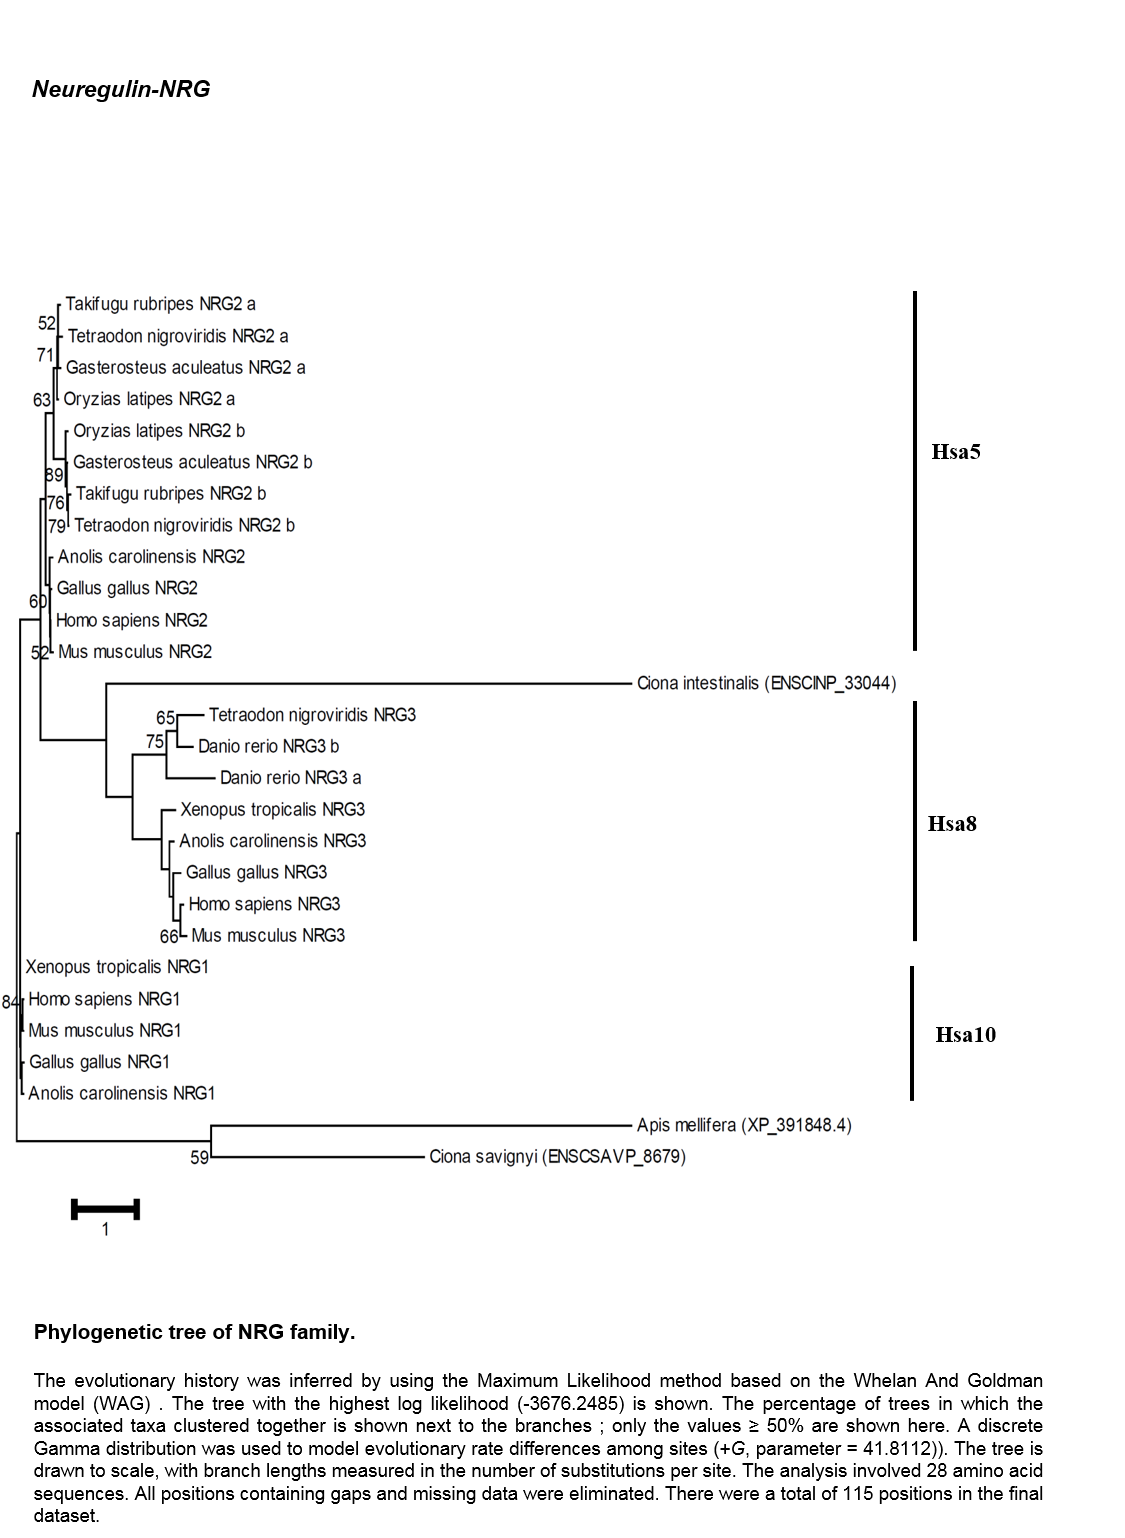 Neuregulin-NRG
Takifugu rubripes NRG2 a
52
Tetraodon nigroviridis NRG2 a
71
Gasterosteus aculeatus NRG2 a
63
Oryzias latipes NRG2 a
Oryzias latipes NRG2 b
Hsa5
Gasterosteus aculeatus NRG2 b
89
Takifugu rubripes NRG2 b
76
79
Tetraodon nigroviridis NRG2 b
Anolis carolinensis NRG2
Gallus gallus NRG2
60
Homo sapiens NRG2
52
Mus musculus NRG2
Ciona intestinalis (ENSCINP_33044)
65
Tetraodon nigroviridis NRG3
75
Danio rerio NRG3 b
Danio rerio NRG3 a
Xenopus tropicalis NRG3
Hsa8
Anolis carolinensis NRG3
Gallus gallus NRG3
Homo sapiens NRG3
66
Mus musculus NRG3
Xenopus tropicalis NRG1
84
Homo sapiens NRG1
Mus musculus NRG1
Hsa10
Gallus gallus NRG1
Anolis carolinensis NRG1
Apis mellifera (XP_391848.4)
59
Ciona savignyi (ENSCSAVP_8679)
1
Phylogenetic tree of NRG family.
The evolutionary history was inferred by using the Maximum Likelihood method based on the Whelan And Goldman
model (WAG) . The tree with the highest log likelihood (-3676.2485) is shown. The percentage of trees in which the
associated taxa clustered together is shown next to the branches ; only the values ≥ 50% are shown here. A discrete
Gamma distribution was used to model evolutionary rate differences among sites (+G, parameter = 41.8112)). The tree is
drawn to scale, with branch lengths measured in the number of substitutions per site. The analysis involved 28 amino acid
sequences. All positions containing gaps and missing data were eliminated. There were a total of 115 positions in the final
dataset.